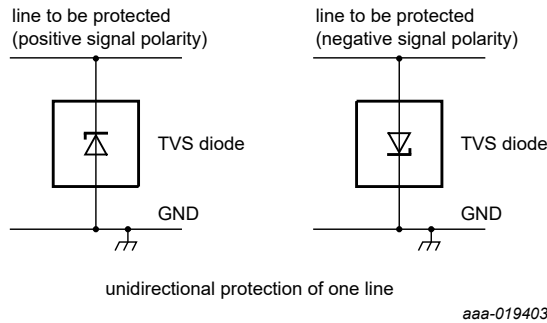 line to be protected
(positive signal polarity)
TVS diode
GND
line to be protected
(negative signal polarity)
TVS diode
GND
unidirectional protection of one line
aaa-019403